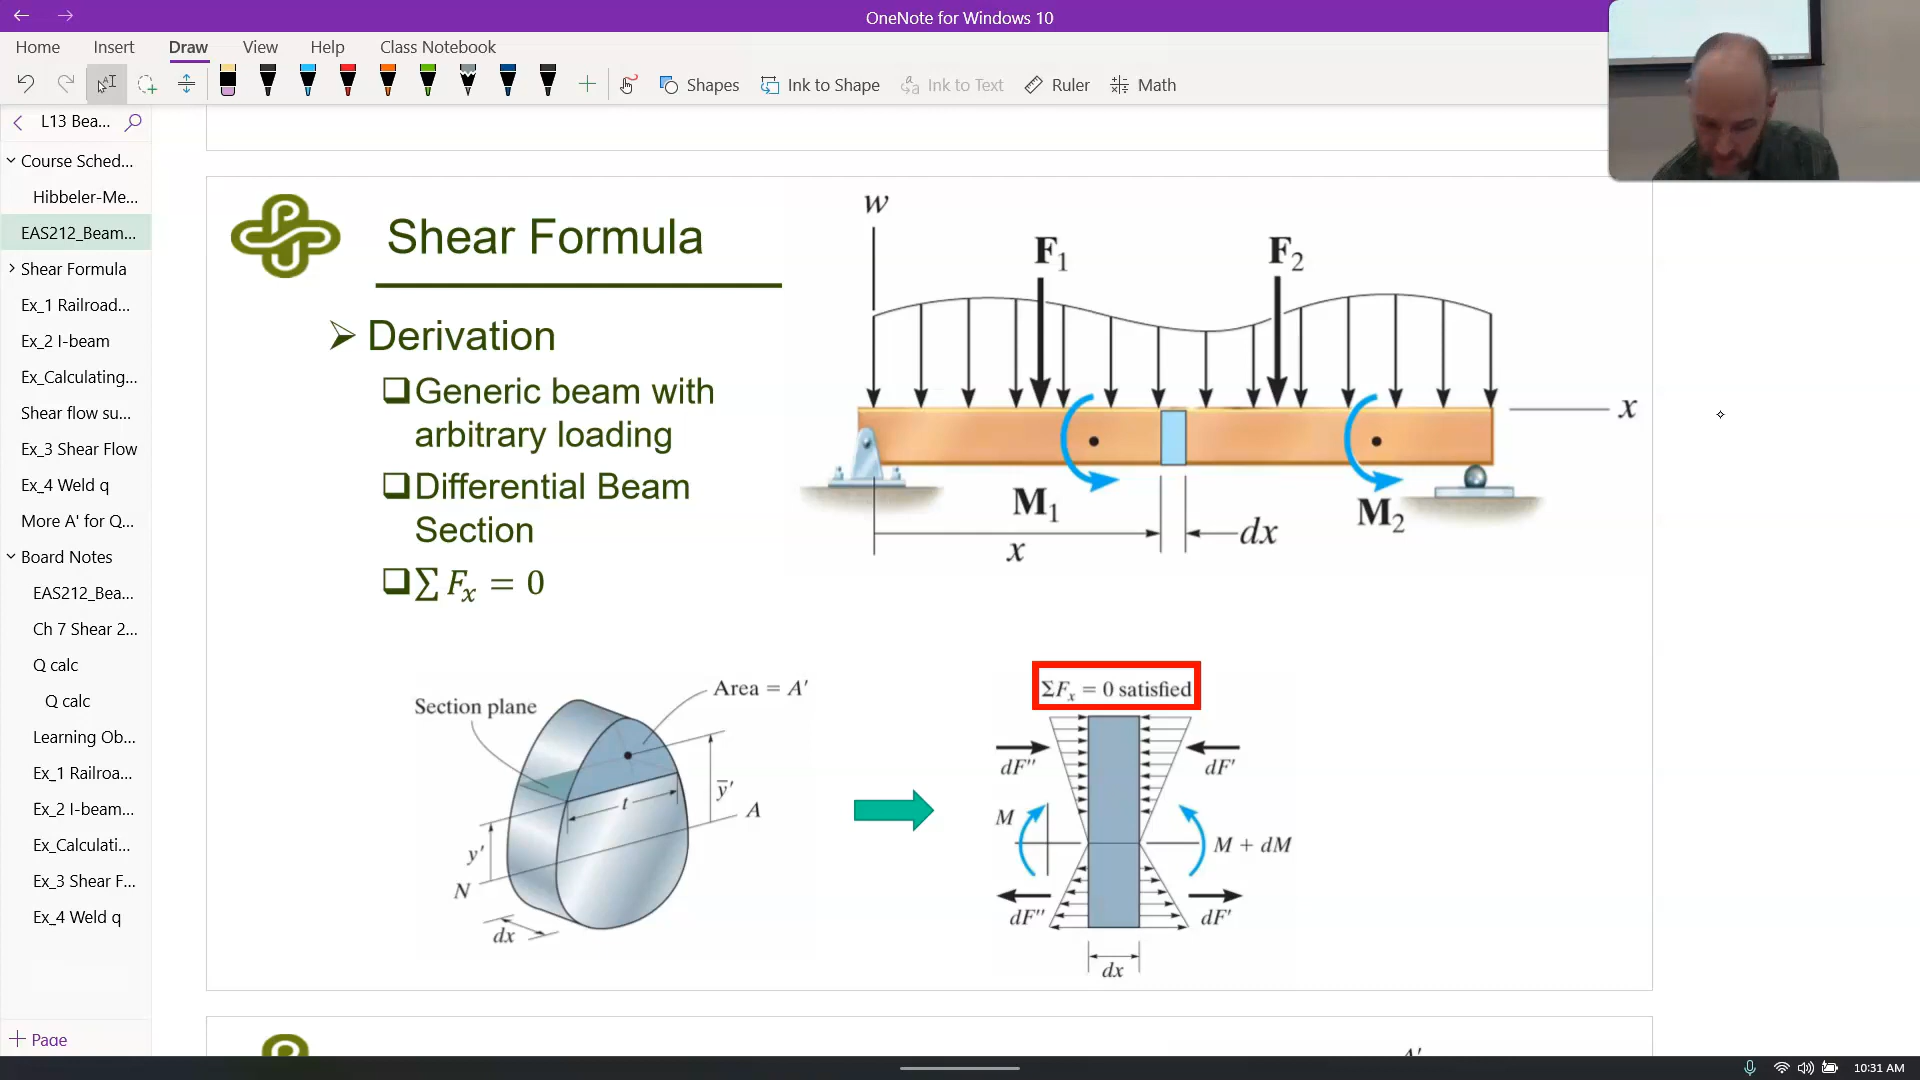 OneNote for Windows 10
Home Insert Draw View Help Class Notebook
Shapes Ink to Shape Ink to Text Ruler Math
L13 Bea...
Course Sched...
Hibbeler-Me...
EAS212_Beam...
Shear Formula
Ex_1 Railroad...
Ex_2 I-beam
Ex_Calculating...
Shear flow su...
Ex_3 Shear Flow
Ex_4 Weld q
More A' for Q...
Board Notes
EAS212_Bea...
Ch 7 Shear 2...
Q calc
Q calc
Learning Ob...
Ex_1 Railroa...
Ex_2 I-beam...
Ex_Calculati...
Ex_3 Shear F...
Ex_4 Weld q
Page
Shear Formula
Derivation
Generic beam with
arbitrary loading
Differential Beam
Section
∑ Fₓ = 0
w
F₁
F₂
x
M₁
M₂
x
dx
Section plane
Area = A'
t
ȳ'
A
y'
N
dx
ΣFₓ = 0 satisfied
dF"
dF'
M
M + dM
dF"
dF'
dx
A'
10:31 AM